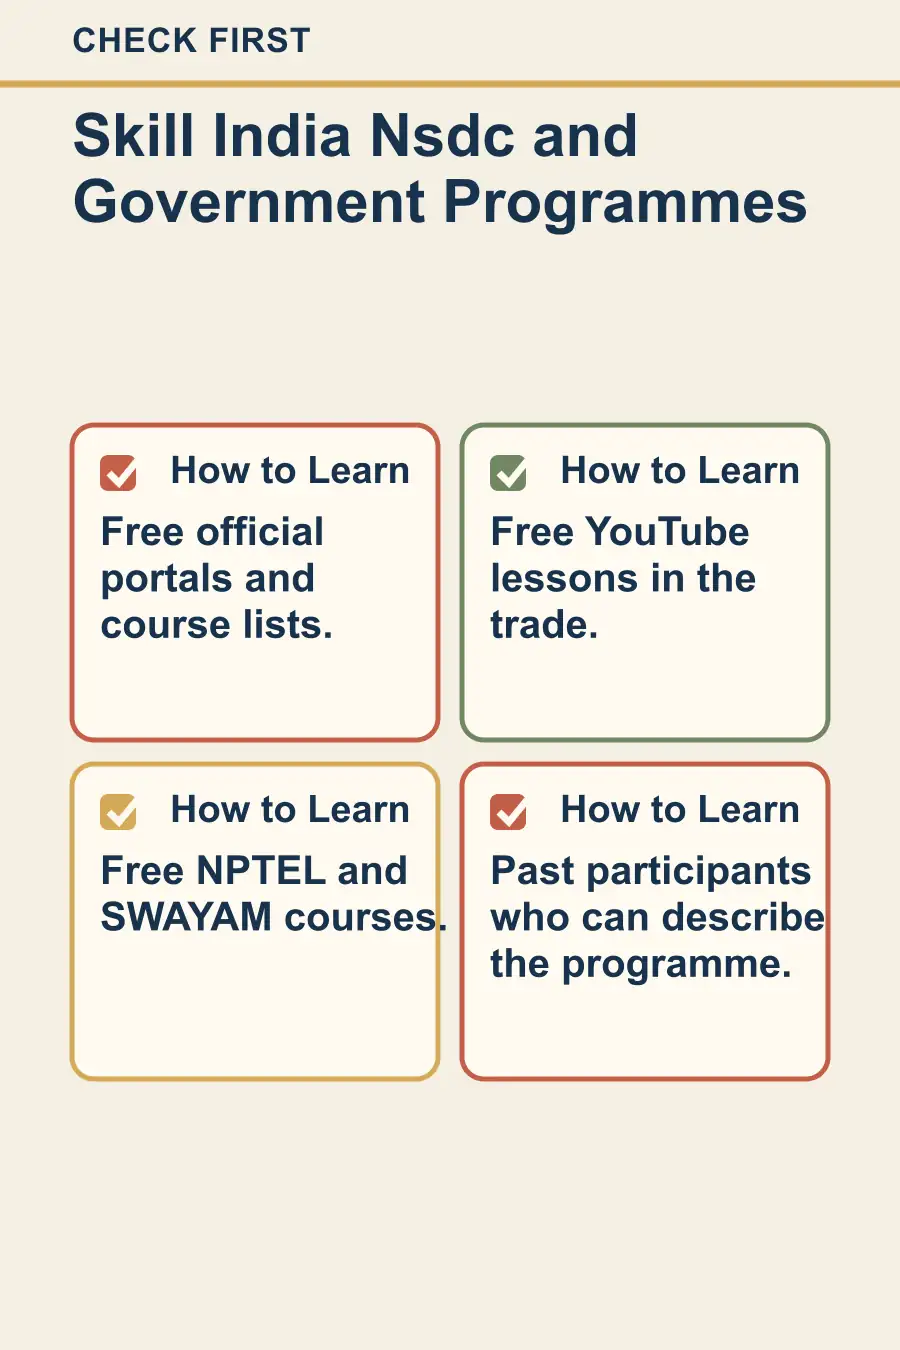 CHECK FIRST
Skill India Nsdc and
Government Programmes
How to Learn
Free official
portals and
course lists.
How to Learn
Free YouTube
lessons in the
trade.
How to Learn
Free NPTEL and
SWAYAM courses.
How to Learn
Past participants
who can describe
the programme.